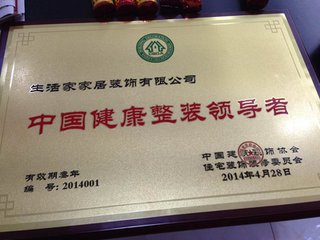 生活家家居装饰有限公司
中国健康整装领导者
有效期叁年
编 号:2014001
中国建 饰协会
住宅装饰装修委员会
2014年4月28日